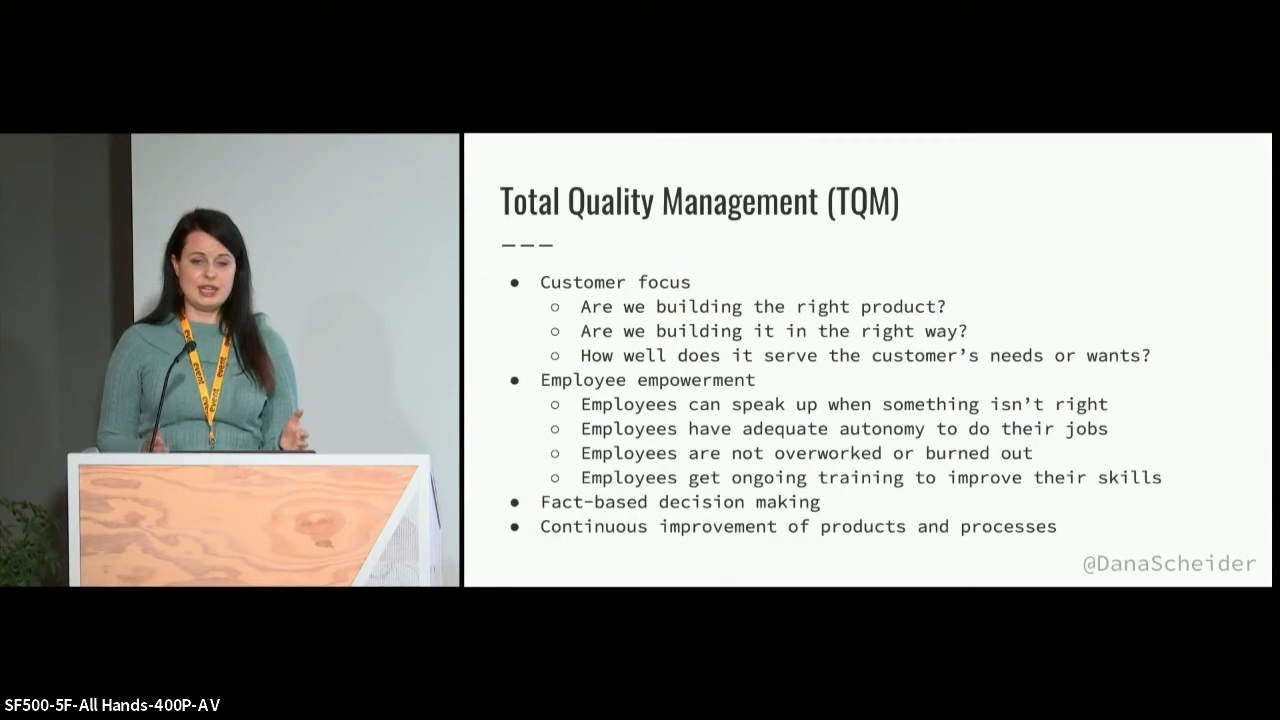 Total Quality Management (TQM)
● Customer focus
○ Are we building the right product?
○ Are we building it in the right way?
○ How well does it serve the customer’s needs or wants?
● Employee empowerment
○ Employees can speak up when something isn’t right
○ Employees have adequate autonomy to do their jobs
○ Employees are not overworked or burned out
○ Employees get ongoing training to improve their skills
● Fact-based decision making
● Continuous improvement of products and processes
@DanaScheider
event
event
SF500-5F-All Hands-400P-AV